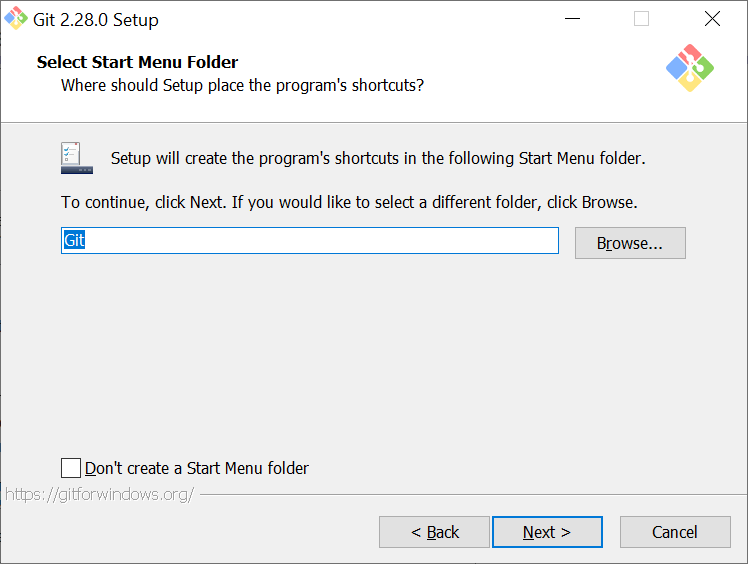 Git 2.28.0 Setup
Select Start Menu Folder
Where should Setup place the program's shortcuts?
Setup will create the program's shortcuts in the following Start Menu folder.
To continue, click Next. If you would like to select a different folder, click Browse.
Git
Browse...
Don't create a Start Menu folder
https://gitforwindows.org/
< Back
Next >
Cancel